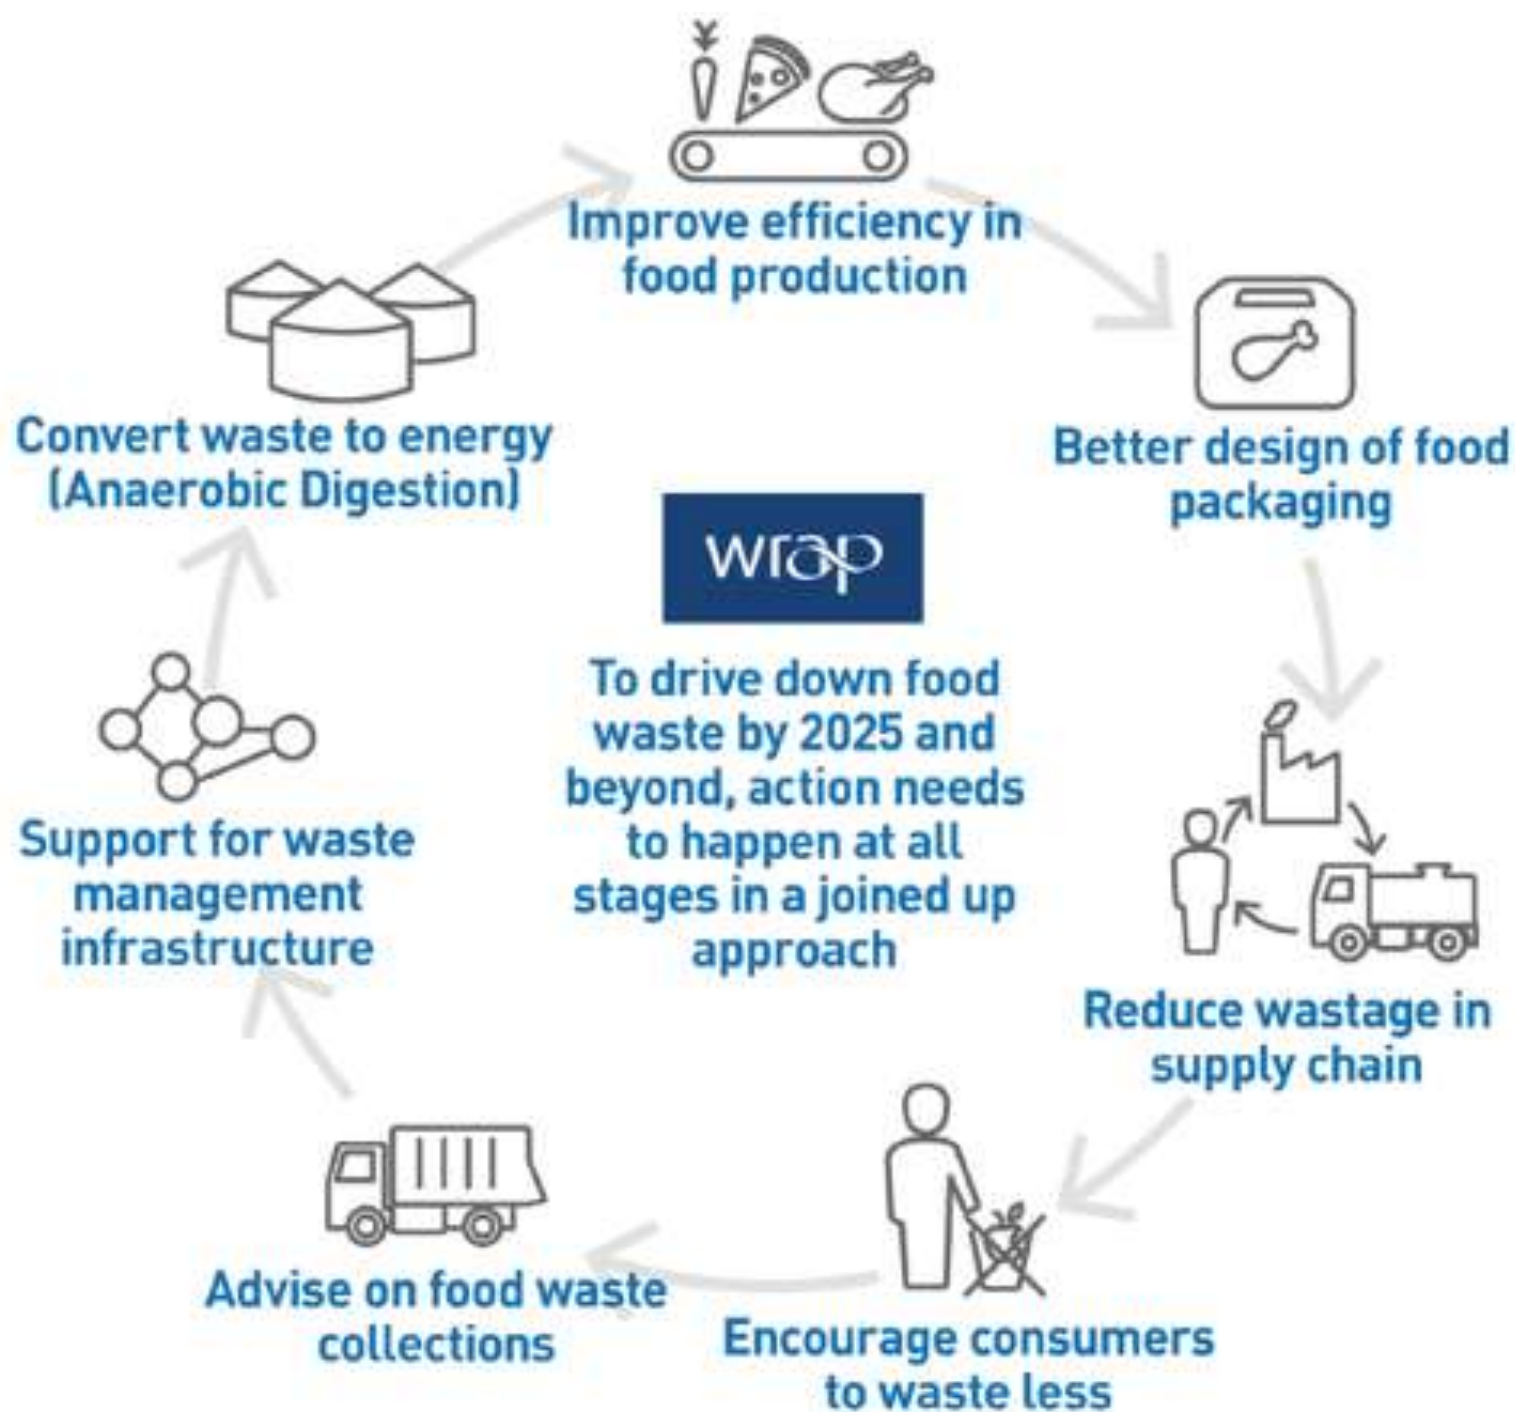 Improve efficiency in
food production
Better design of food
packaging
Reduce wastage in
supply chain
Encourage consumers
to waste less
Advise on food waste
collections
Support for waste
management
infrastructure
Convert waste to energy
(Anaerobic Digestion)
wrap
To drive down food
waste by 2025 and
beyond, action needs
to happen at all
stages in a joined up
approach